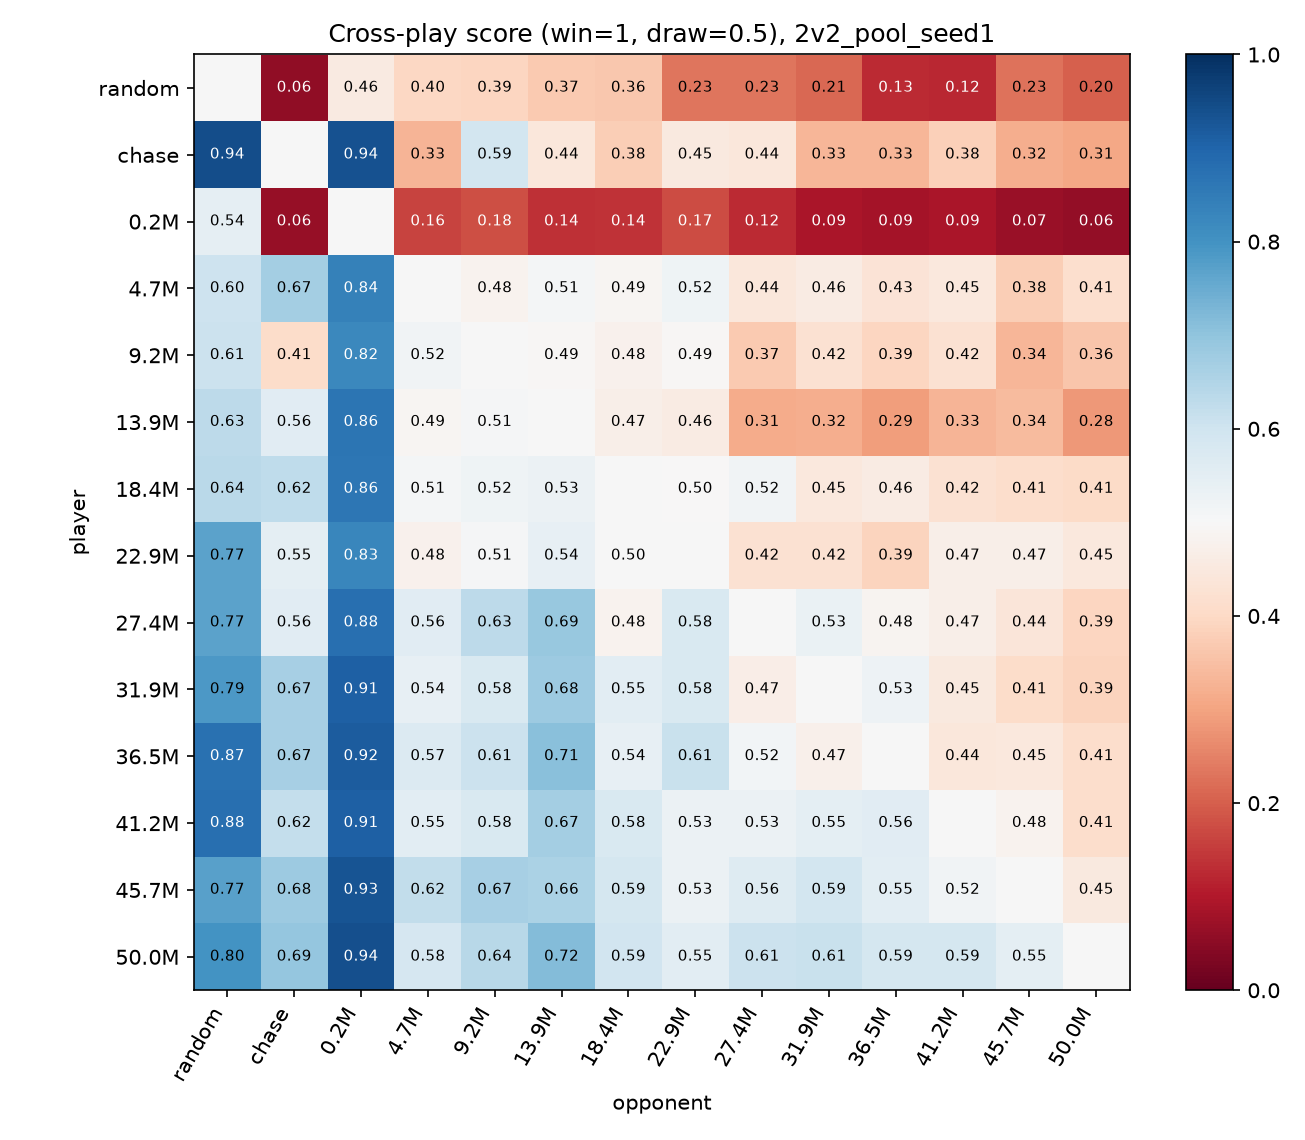 Cross-play score (win=1, draw=0.5), 2v2_pool_seed1
random 0.06 0.46 0.40 0.39 0.37 0.36 0.23 0.23 0.21 0.13 0.12 0.23 0.20
chase 0.94 0.94 0.33 0.59 0.44 0.38 0.45 0.44 0.33 0.33 0.38 0.32 0.31
0.2M 0.54 0.06 0.16 0.18 0.14 0.14 0.17 0.12 0.09 0.09 0.09 0.07 0.06
4.7M 0.60 0.67 0.84 0.48 0.51 0.49 0.52 0.44 0.46 0.43 0.45 0.38 0.41
9.2M 0.61 0.41 0.82 0.52 0.49 0.48 0.49 0.37 0.42 0.39 0.42 0.34 0.36
13.9M 0.63 0.56 0.86 0.49 0.51 0.47 0.46 0.31 0.32 0.29 0.33 0.34 0.28
18.4M 0.64 0.62 0.86 0.51 0.52 0.53 0.50 0.52 0.45 0.46 0.42 0.41 0.41
22.9M 0.77 0.55 0.83 0.48 0.51 0.54 0.50 0.42 0.42 0.39 0.47 0.47 0.45
27.4M 0.77 0.56 0.88 0.56 0.63 0.69 0.48 0.58 0.53 0.48 0.47 0.44 0.39
31.9M 0.79 0.67 0.91 0.54 0.58 0.68 0.55 0.58 0.47 0.53 0.45 0.41 0.39
36.5M 0.87 0.67 0.92 0.57 0.61 0.71 0.54 0.61 0.52 0.47 0.44 0.45 0.41
41.2M 0.88 0.62 0.91 0.55 0.58 0.67 0.58 0.53 0.53 0.55 0.56 0.48 0.41
45.7M 0.77 0.68 0.93 0.62 0.67 0.66 0.59 0.53 0.56 0.59 0.55 0.52 0.45
50.0M 0.80 0.69 0.94 0.58 0.64 0.72 0.59 0.55 0.61 0.61 0.59 0.59 0.55
random chase 0.2M 4.7M 9.2M 13.9M 18.4M 22.9M 27.4M 31.9M 36.5M 41.2M 45.7M 50.0M
opponent
player
1.0
0.8
0.6
0.4
0.2
0.0